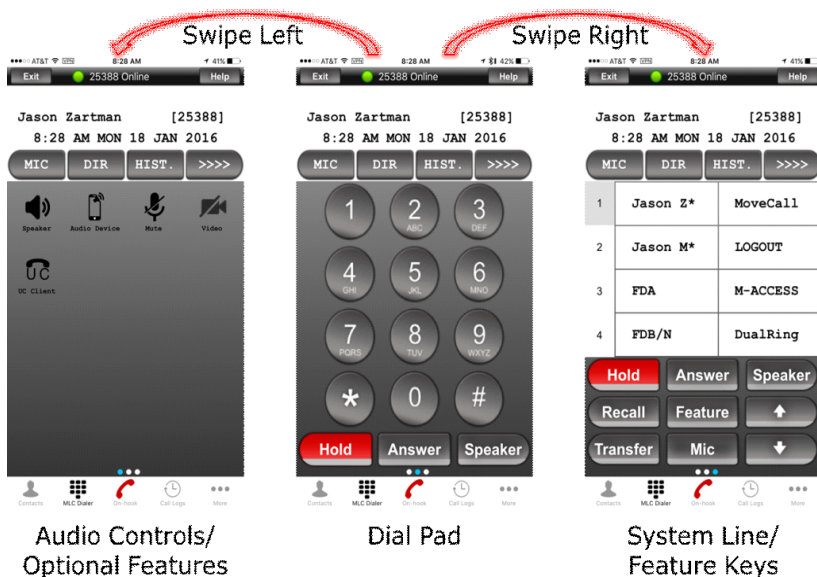 Swipe Left
Swipe Right
AT&T VPN 8:28 AM 41%
Exit 25388 Online Help
Jason Zartman [25388]
8:28 AM MON 18 JAN 2016
MIC DIR HIST. >>>>
Speaker Audio Device Mute Video
UC
UC Client
Contacts MLC Dialer On-hook Call Logs More
Audio Controls/
Optional Features
AT&T VPN 8:28 AM 42%
Exit 25388 Online Help
Jason Zartman [25388]
8:28 AM MON 18 JAN 2016
MIC DIR HIST. >>>>
1 2 3
ABC DEF
4 5 6
GHI JKL MNO
7 8 9
PQRS TUV WXYZ
* 0 #
Hold Answer Speaker
Contacts MLC Dialer On-hook Call Logs More
Dial Pad
AT&T VPN 8:28 AM 41%
Exit 25388 Online Help
Jason Zartman [25388]
8:28 AM MON 18 JAN 2016
MIC DIR HIST. >>>>
1 Jason Z* MoveCall
2 Jason M* LOGOUT
3 FDA M-ACCESS
4 FDB/N DualRing
Hold Answer Speaker
Recall Feature
Transfer Mic
Contacts MLC Dialer On-hook Call Logs More
System Line/
Feature Keys